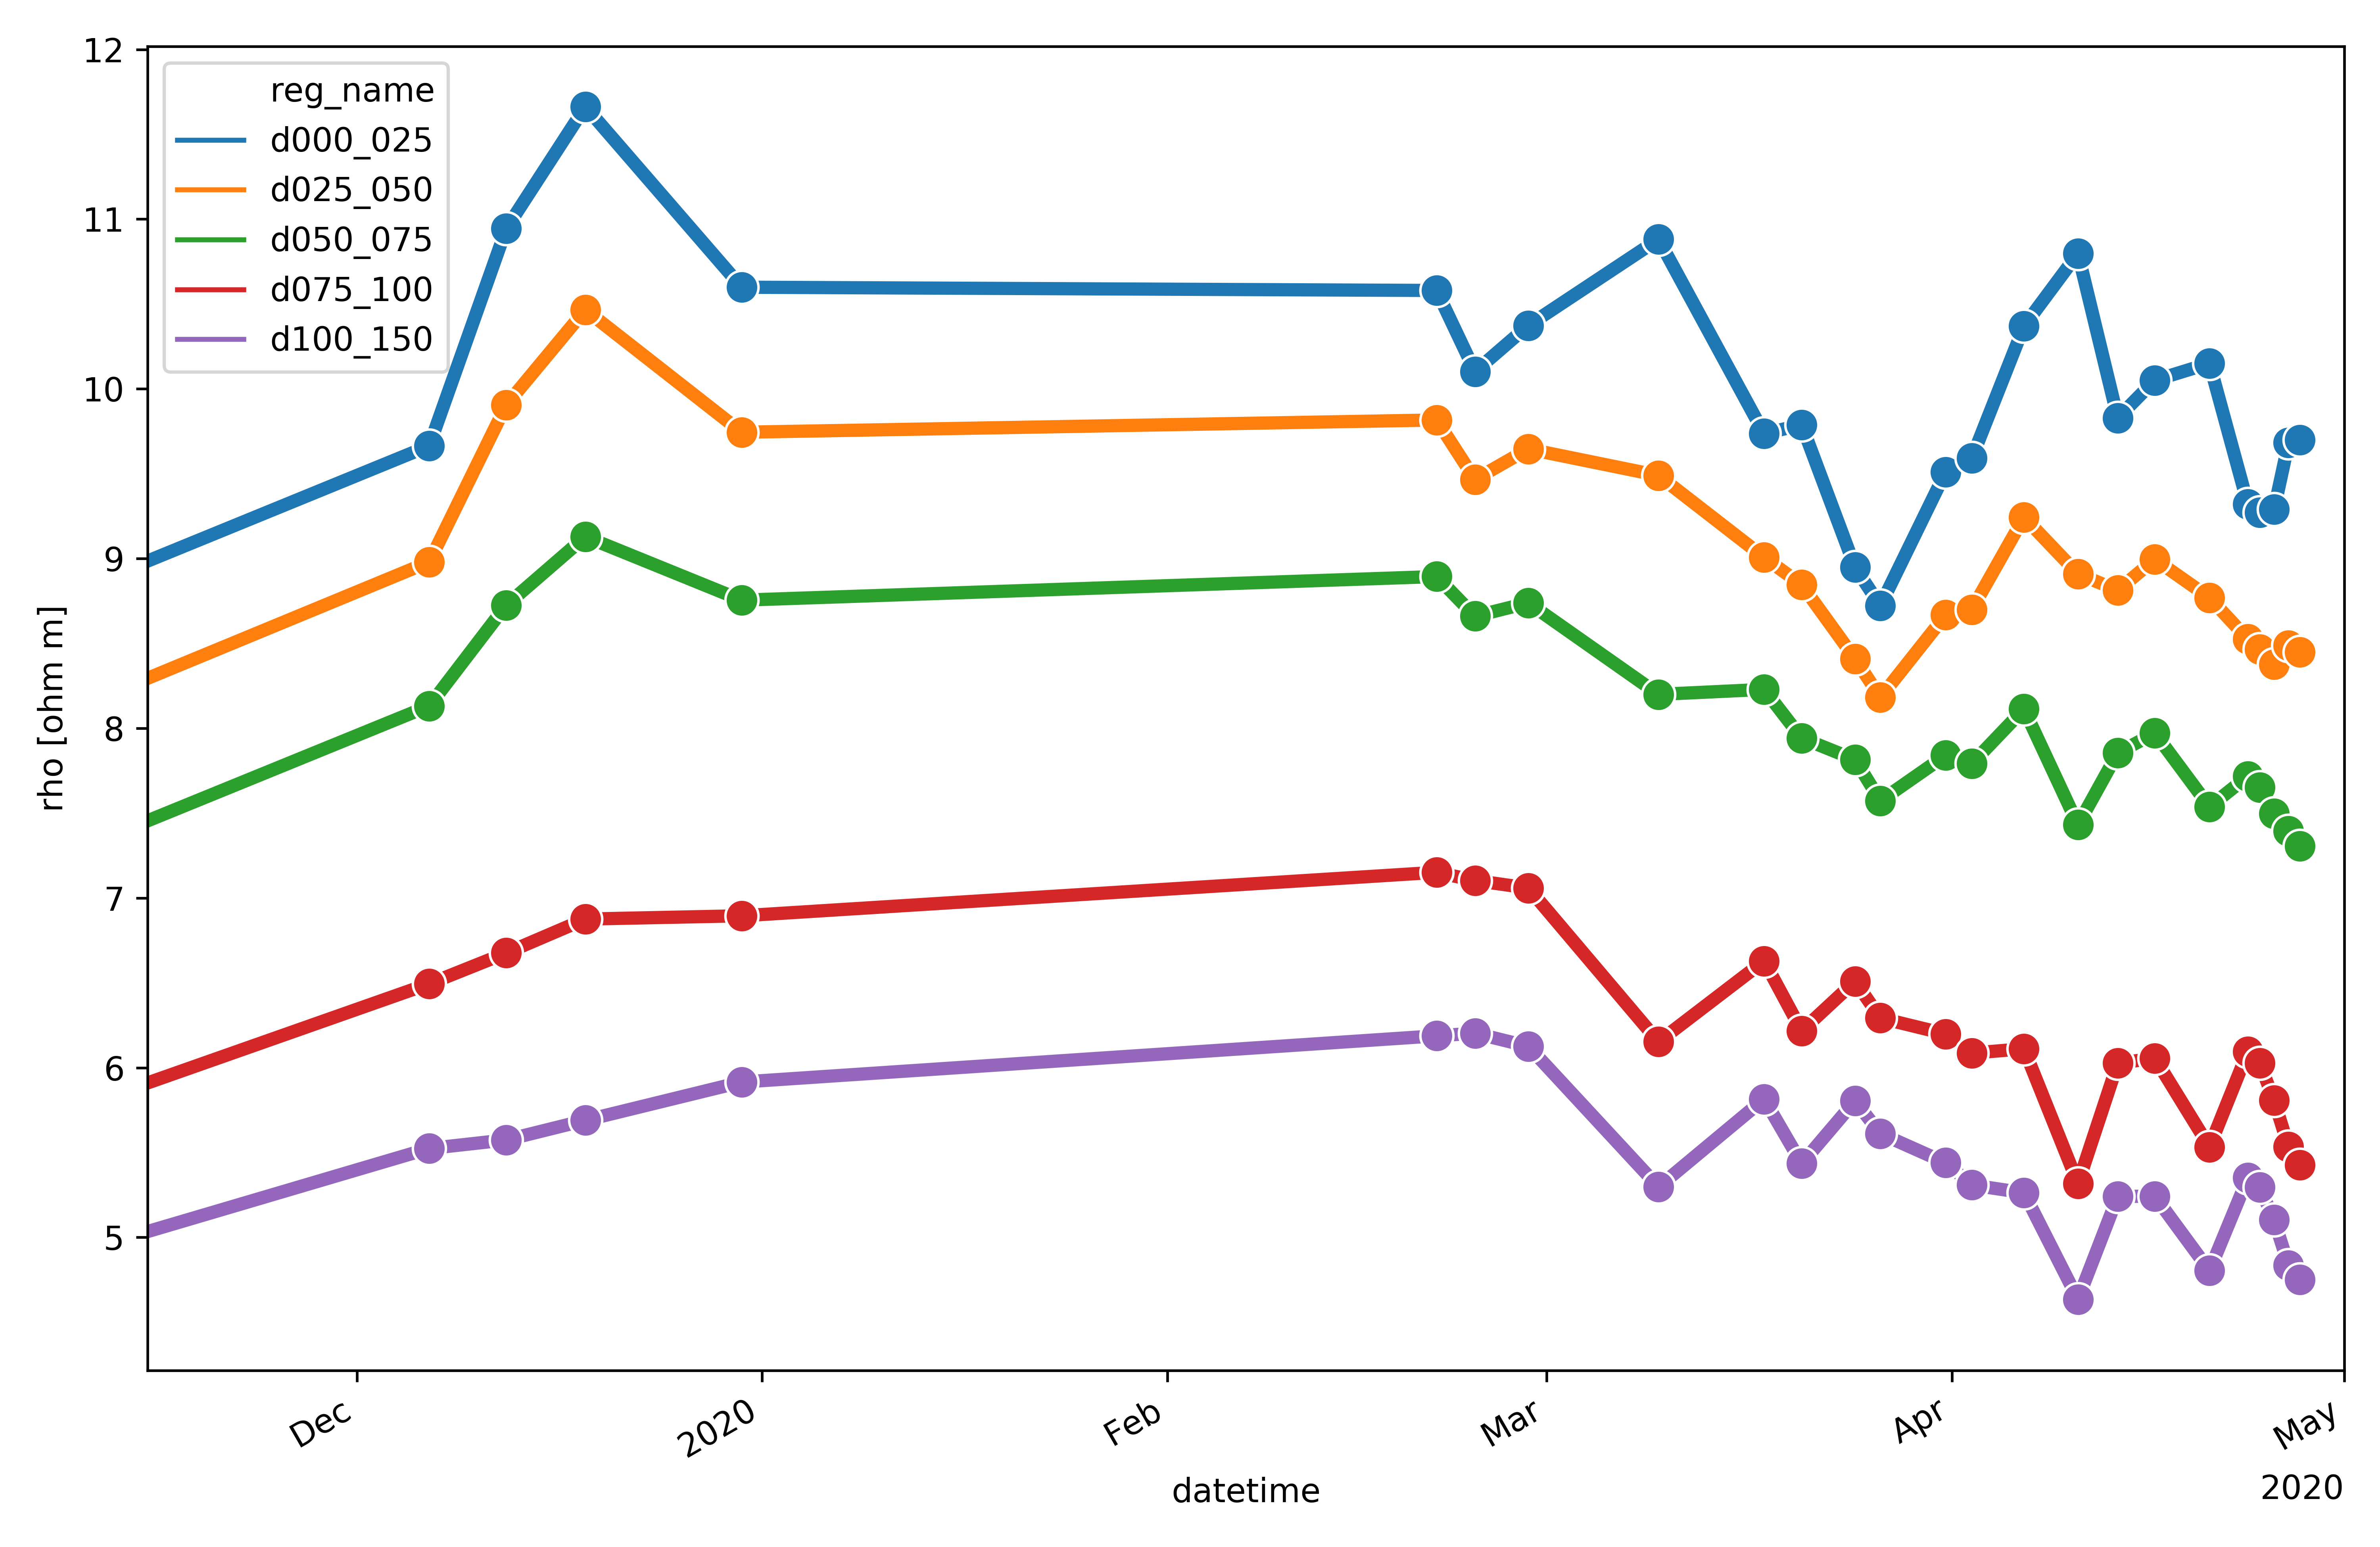 12
11
10
9
8
7
6
5
rho [ohm m]
reg_name
d000_025
d025_050
d050_075
d075_100
d100_150
Dec
2020
Feb
Mar
Apr
May
datetime
2020